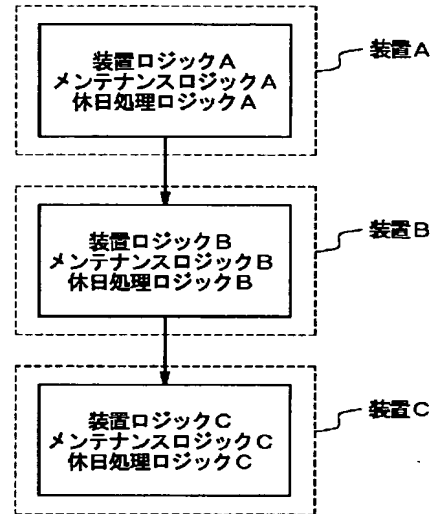 装置ロジックA
メンテナンスロジックA
休日処理ロジックA
装置A
装置ロジックB
メンテナンスロジックB
休日処理ロジックB
装置B
装置ロジックC
メンテナンスロジックC
休日処理ロジックC
装置C